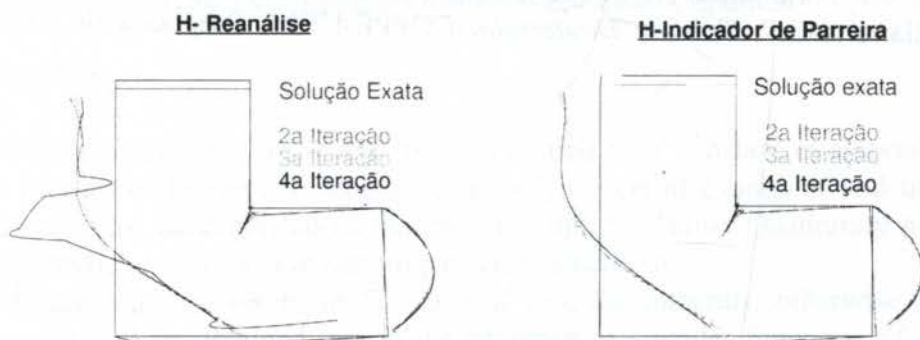 H- Reanálise
Solução Exata
2a Iteração
3a Iteração
4a Iteração
H-Indicador de Parreira
Solução exata
2a Iteração
3a Iteração
4a Iteração